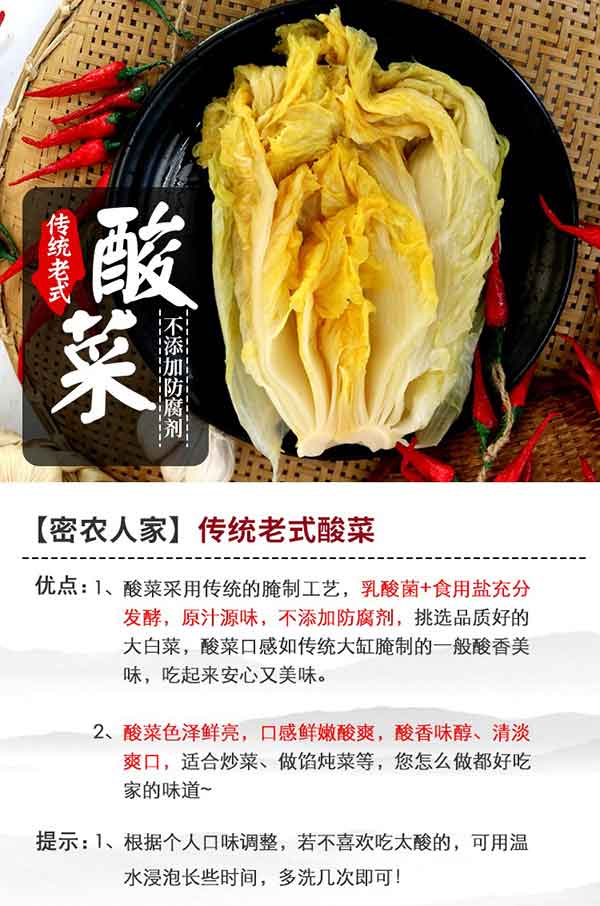 传统老式
酸菜
不添加防腐剂
【密农人家】传统老式酸菜
优点：1、酸菜采用传统的腌制工艺，乳酸菌+食用盐充分
发酵，原汁源味，不添加防腐剂，挑选品质好的
大白菜，酸菜口感如传统大缸腌制的一般酸香美
味，吃起来安心又美味。
2、酸菜色泽鲜亮，口感鲜嫩酸爽，酸香味醇、清淡
爽口，适合炒菜、做馅炖菜等，您怎么做都好吃
家的味道~
提示：1、根据个人口味调整，若不喜欢吃太酸的，可用温
水浸泡长些时间，多洗几次即可！